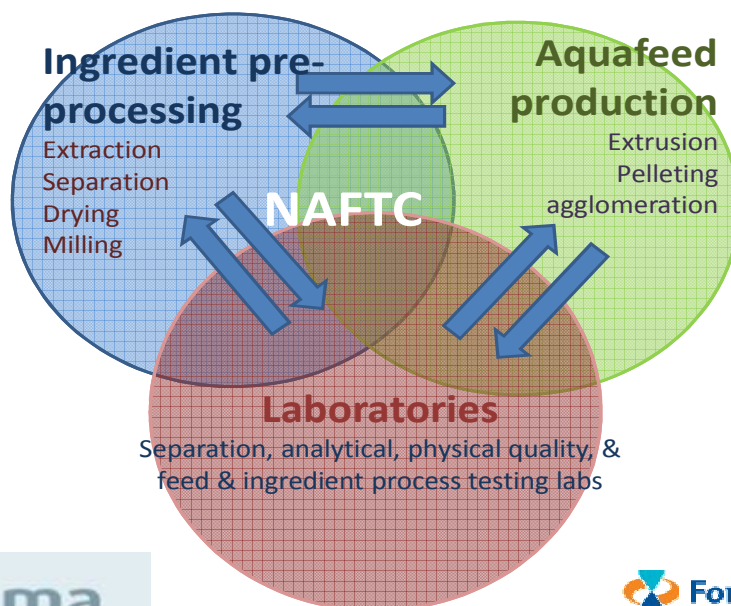 Ingredient pre-
processing
Extraction
Separation
Drying
Milling
Aquafeed
production
Extrusion
Pelleting
agglomeration
NAFTC
Laboratories
Separation, analytical, physical quality, &
feed & ingredient process testing labs